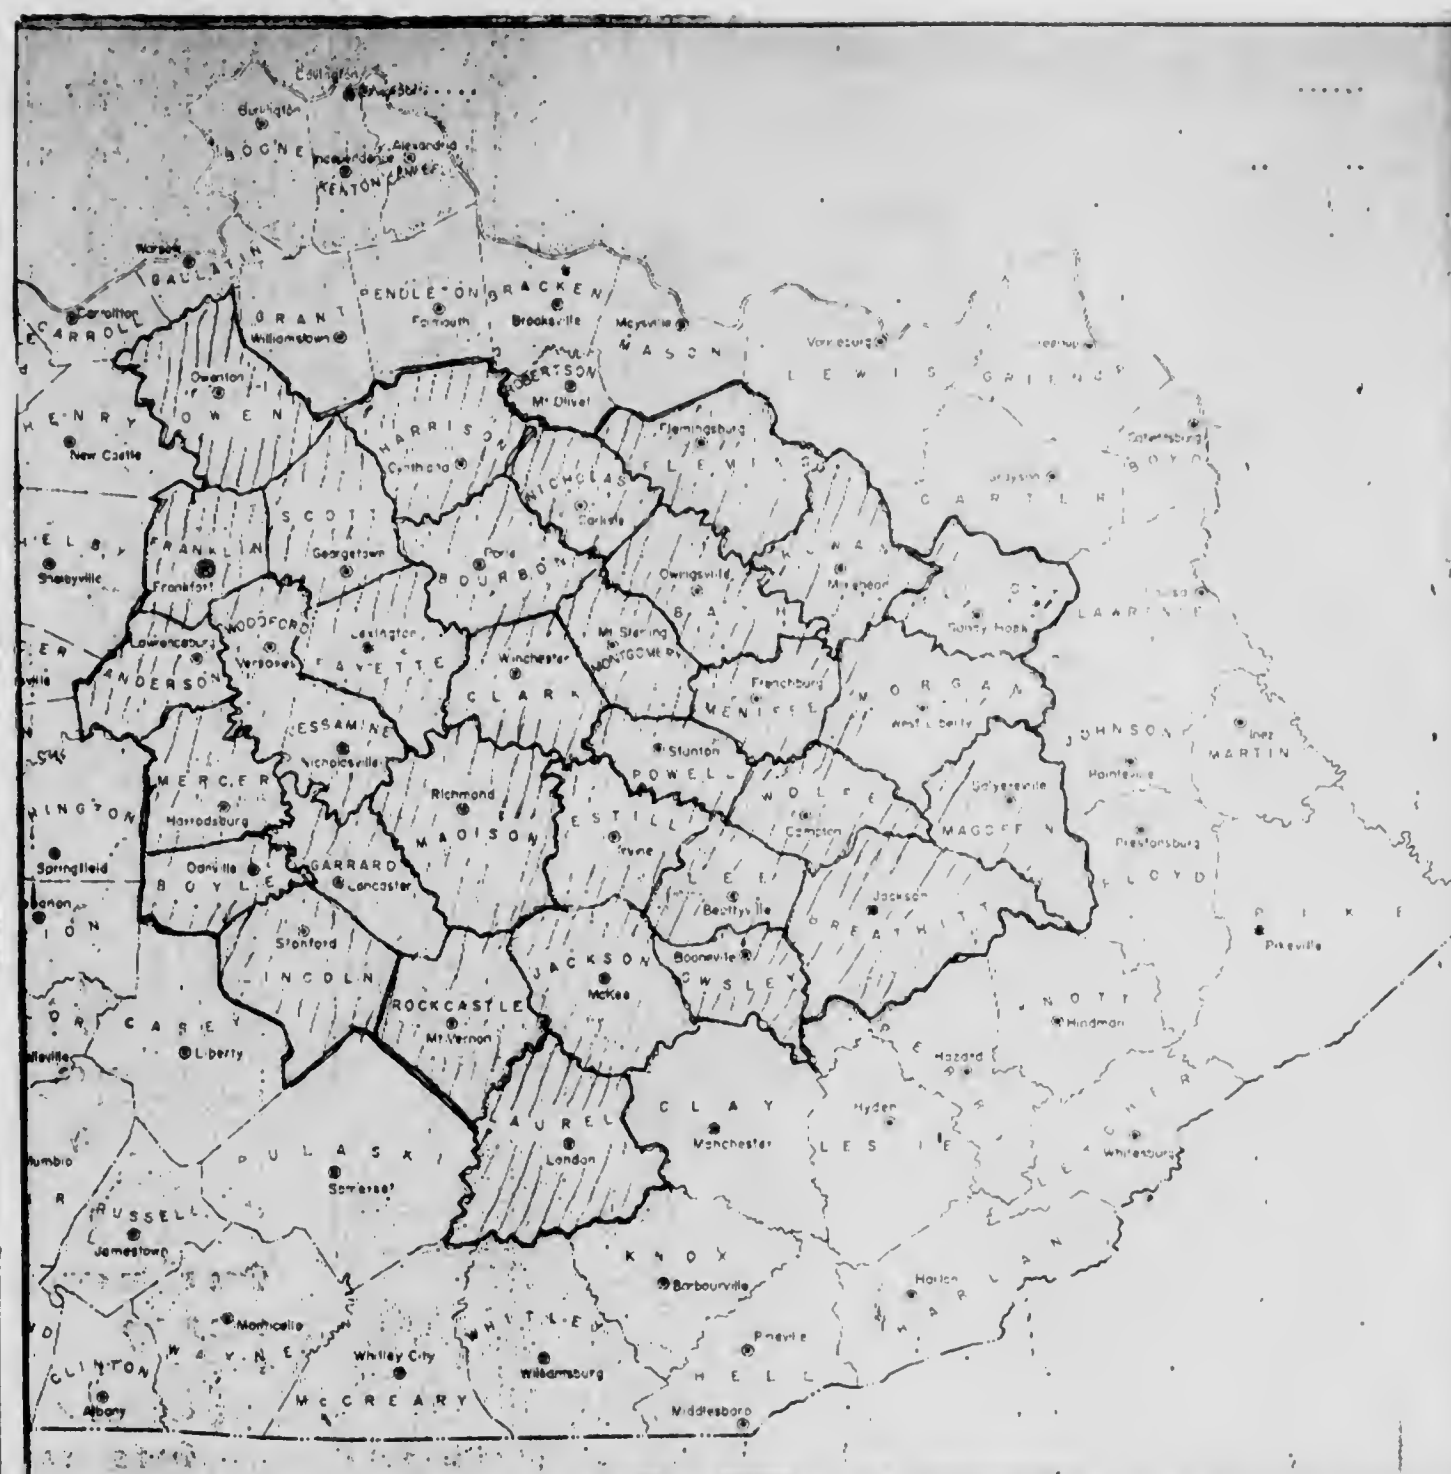 Covington
Burlington
BOONE
Alexandria
Independence
KENTON
Warsaw
GALLATIN
Carrollton
CARROLL
GRANT
Williamstown
PENDLETON
Falmouth
BRACKEN
Brooksville
Maysville
MASON
Vanceburg
LEWIS
ROBERTSON
Mt Olivet
Owenton
OWEN
HENRY
New Castle
HARRISON
Cynthiana
Flemingsburg
FLEMING
NICHOLAS
Carlisle
Catlettsburg
BOYD
Grayson
CARTER
SCOTT
Georgetown
FRANKLIN
Frankfort
HELBY
Shelbyville
Paris
BOURBON
Owingsville
BATH
Morehead
Sandy Hook
LAWRENCE
WOODFORD
Versailles
Lawrenceburg
ANDERSON
Lexington
FAYETTE
Winchester
CLARK
Mt Sterling
MONTGOMERY
Frenchburg
MENIFEE
MORGAN
West Liberty
JESSAMINE
Nicholasville
MERCER
Harrodsburg
Richmond
MADISON
Stanton
POWELL
WOLFE
Campton
Salyersville
MAGOFFIN
JOHNSON
Inez
MARTIN
Prestonsburg
FLOYD
PIKE
Pikeville
HINGTON
Springfield
ION
Danville
BOYLE
GARRARD
Lancaster
ESTILL
Irvine
LEE
Beattyville
Jackson
BREATHITT
Stanford
LINCOLN
JACKSON
McKee
Booneville
OWSLEY
ROCKCASTLE
Mt Vernon
CASEY
Liberty
KNOTT
Hindman
Hazard
Hyden
LESLIE
CLAY
Manchester
LAUREL
London
Whitesburg
PULASKI
Somerset
RUSSELL
Jamestown
KNOX
Barbourville
Harlan
HARLAN
Monticello
WAYNE
CLINTON
Albany
Whitley City
McCREARY
WHITLEY
Williamsburg
Pineville
Middlesboro